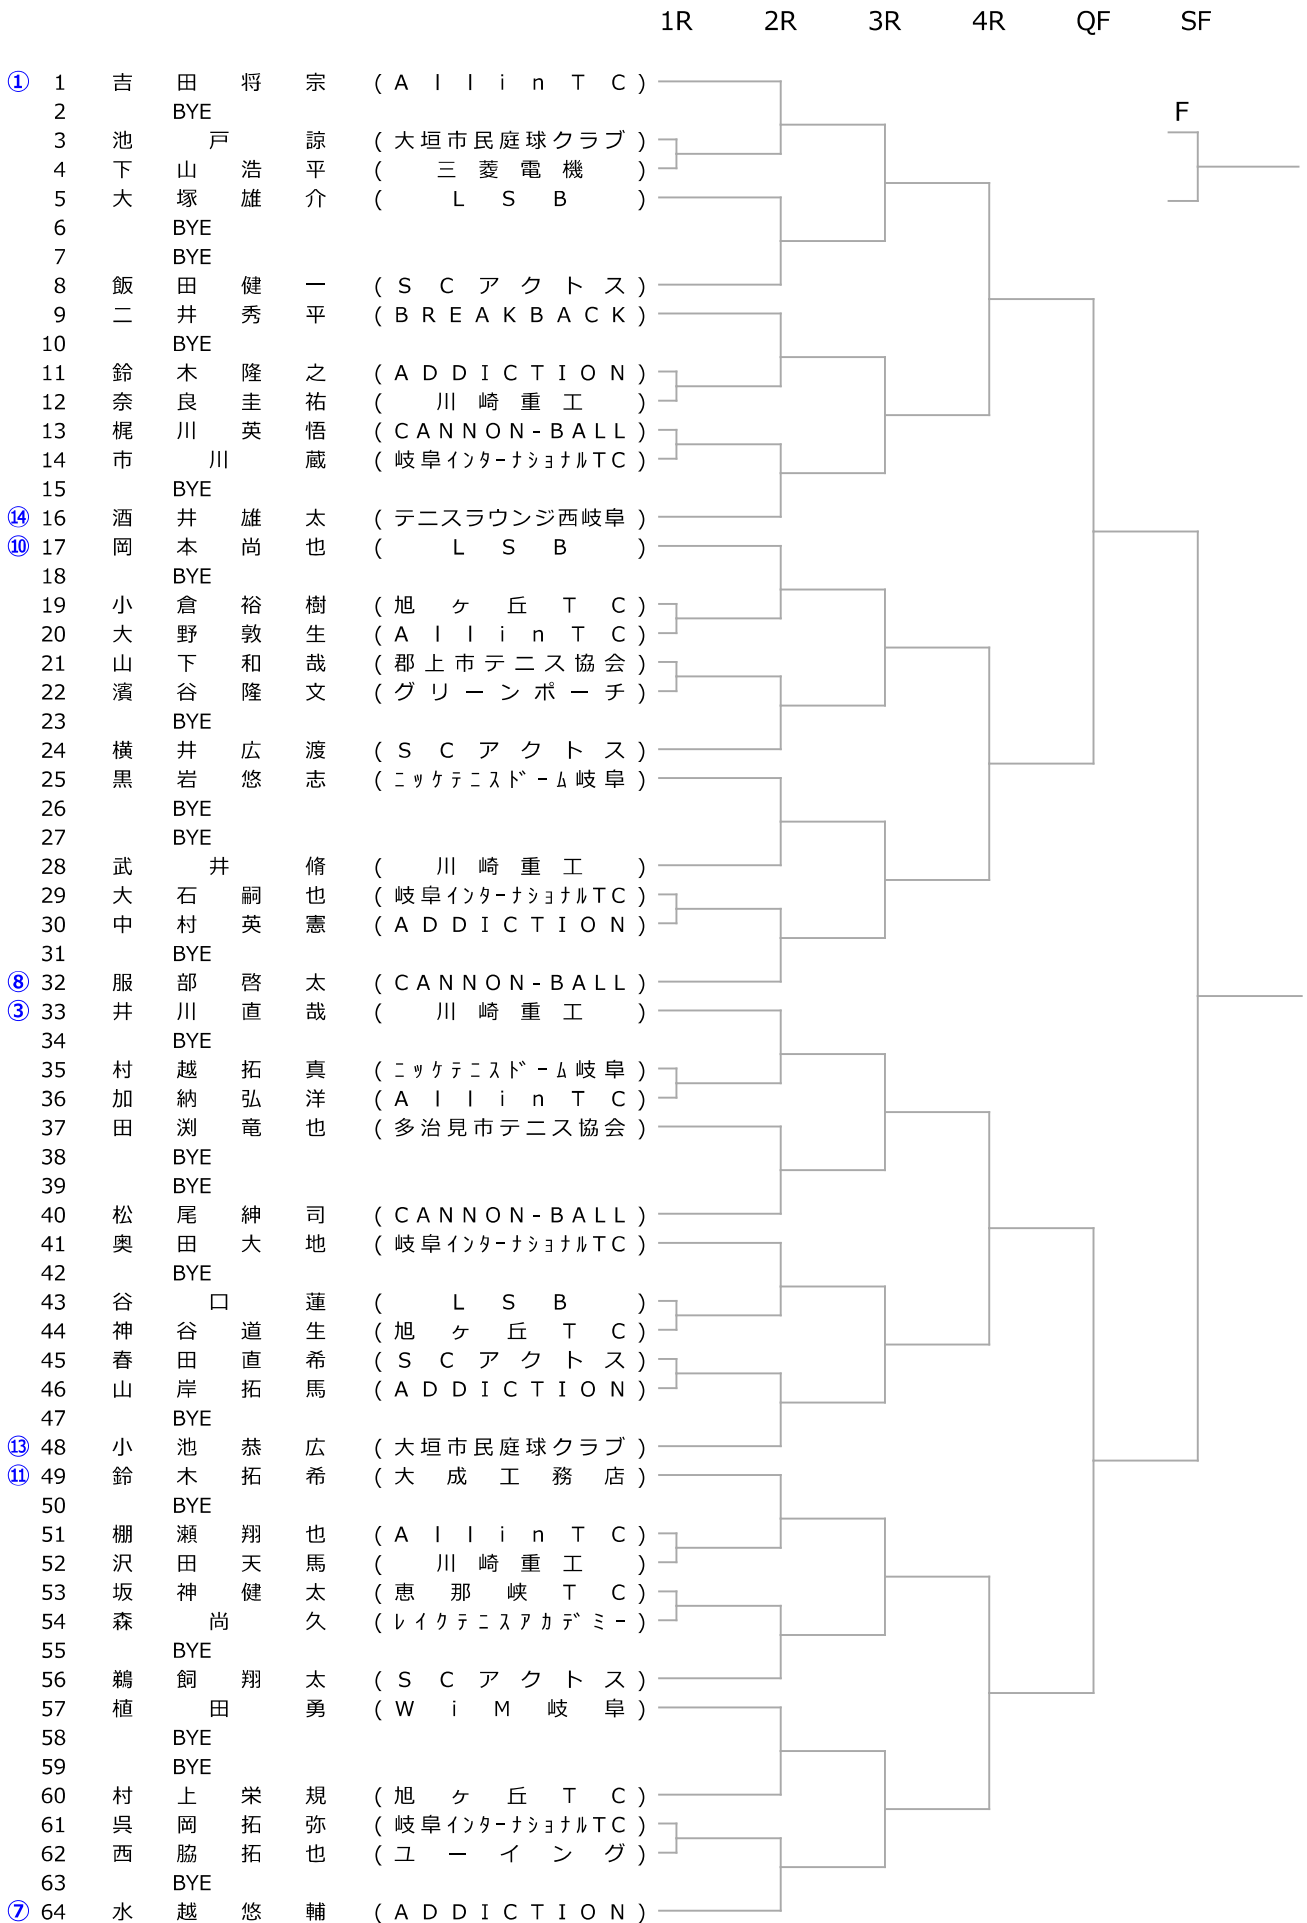 1R 2R 3R 4R QF SF
① 1 吉田将宗 (AllinTC)
2 BYE
F
3 池戸諒 (大垣市民庭球クラブ)
4 下山浩平 (三菱電機)
5 大塚雄介 (LSB)
6 BYE
7 BYE
8 飯田健一 (SCアクトス)
9 二井秀平 (BREAKBACK)
10 BYE
11 鈴木隆之 (ADDICTION)
12 奈良圭祐 (川崎重工)
13 梶川英悟 (CANNON-BALL)
14 市川蔵 (岐阜ｲﾝﾀｰﾅｼｮﾅﾙTC)
15 BYE
⑭ 16 酒井雄太 (テニスラウンジ西岐阜)
⑩ 17 岡本尚也 (LSB)
18 BYE
19 小倉裕樹 (旭ヶ丘TC)
20 大野敦生 (AllinTC)
21 山下和哉 (郡上市テニス協会)
22 濱谷隆文 (グリーンポーチ)
23 BYE
24 横井広渡 (SCアクトス)
25 黒岩悠志 (ﾆｯｹﾃﾆｽﾄﾞｰﾑ岐阜)
26 BYE
27 BYE
28 武井脩 (川崎重工)
29 大石嗣也 (岐阜ｲﾝﾀｰﾅｼｮﾅﾙTC)
30 中村英憲 (ADDICTION)
31 BYE
⑧ 32 服部啓太 (CANNON-BALL)
③ 33 井川直哉 (川崎重工)
34 BYE
35 村越拓真 (ﾆｯｹﾃﾆｽﾄﾞｰﾑ岐阜)
36 加納弘洋 (AllinTC)
37 田渕竜也 (多治見市テニス協会)
38 BYE
39 BYE
40 松尾紳司 (CANNON-BALL)
41 奥田大地 (岐阜ｲﾝﾀｰﾅｼｮﾅﾙTC)
42 BYE
43 谷口蓮 (LSB)
44 神谷道生 (旭ヶ丘TC)
45 春田直希 (SCアクトス)
46 山岸拓馬 (ADDICTION)
47 BYE
⑬ 48 小池恭広 (大垣市民庭球クラブ)
⑪ 49 鈴木拓希 (大成工務店)
50 BYE
51 棚瀬翔也 (AllinTC)
52 沢田天馬 (川崎重工)
53 坂神健太 (恵那峡TC)
54 森尚久 (ﾚｲｸﾃﾆｽｱｶﾃﾞﾐｰ)
55 BYE
56 鵜飼翔太 (SCアクトス)
57 植田勇 (WiM岐阜)
58 BYE
59 BYE
60 村上栄規 (旭ヶ丘TC)
61 呉岡拓弥 (岐阜ｲﾝﾀｰﾅｼｮﾅﾙTC)
62 西脇拓也 (ユーイング)
63 BYE
⑦ 64 水越悠輔 (ADDICTION)